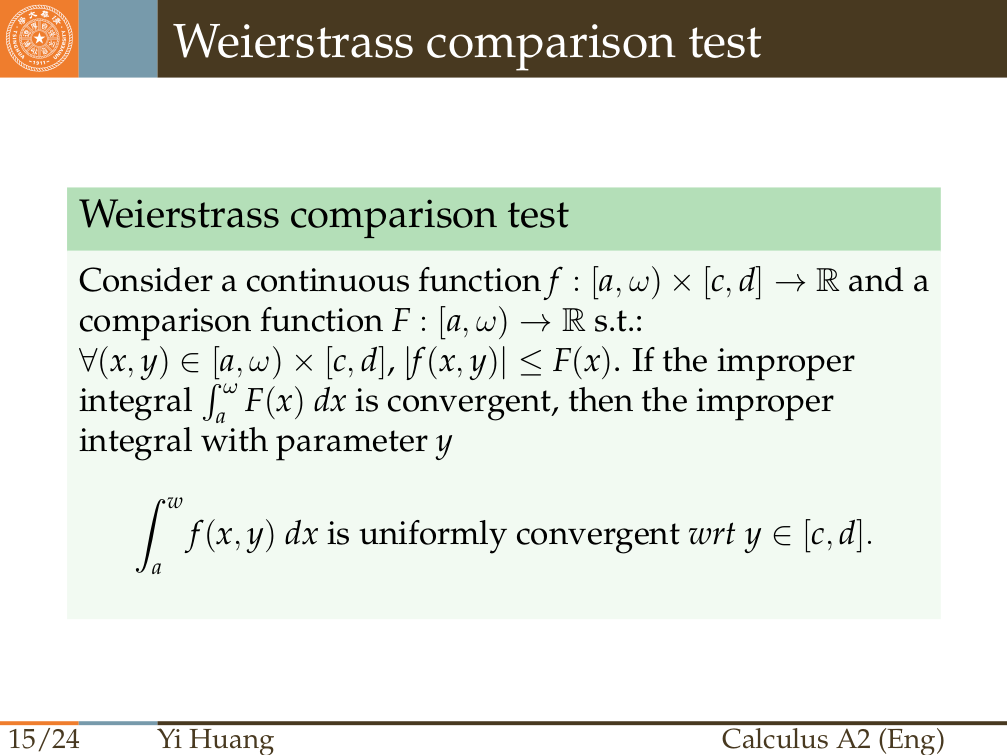 Weierstrass comparison test
Weierstrass comparison test
Consider a continuous function f : [a, ω) × [c, d] → ℝ and a
comparison function F : [a, ω) → ℝ s.t.:
∀(x, y) ∈ [a, ω) × [c, d], |f(x, y)| ≤ F(x). If the improper
integral ∫_a^ω F(x) dx is convergent, then the improper
integral with parameter y
∫_a^w f(x, y) dx is uniformly convergent wrt y ∈ [c, d].
15/24 Yi Huang Calculus A2 (Eng)